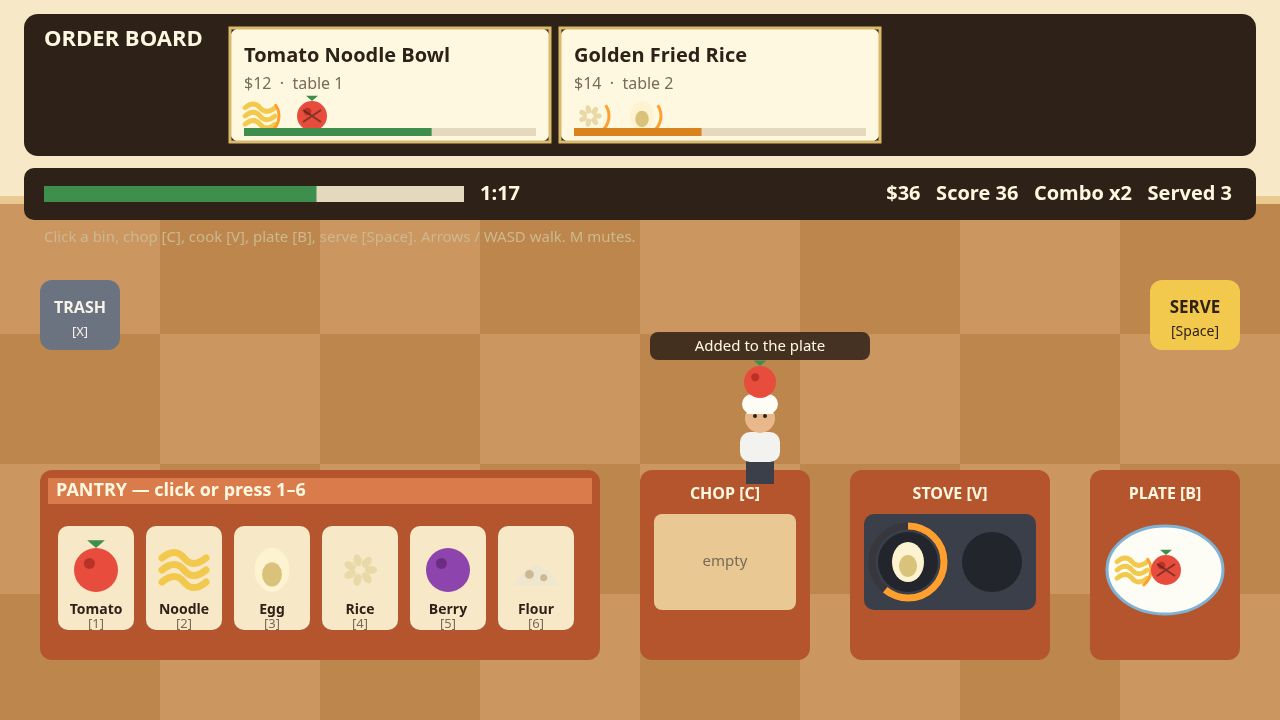 ORDER BOARD
Tomato Noodle Bowl
$12 · table 1
Golden Fried Rice
$14 · table 2
1:17
$36 Score 36 Combo x2 Served 3
Click a bin, chop [C], cook [V], plate [B], serve [Space]. Arrows / WASD walk. M mutes.
TRASH
[X]
SERVE
[Space]
Added to the plate
PANTRY — click or press 1–6
Tomato
[1]
Noodle
[2]
Egg
[3]
Rice
[4]
Berry
[5]
Flour
[6]
CHOP [C]
empty
STOVE [V]
PLATE [B]